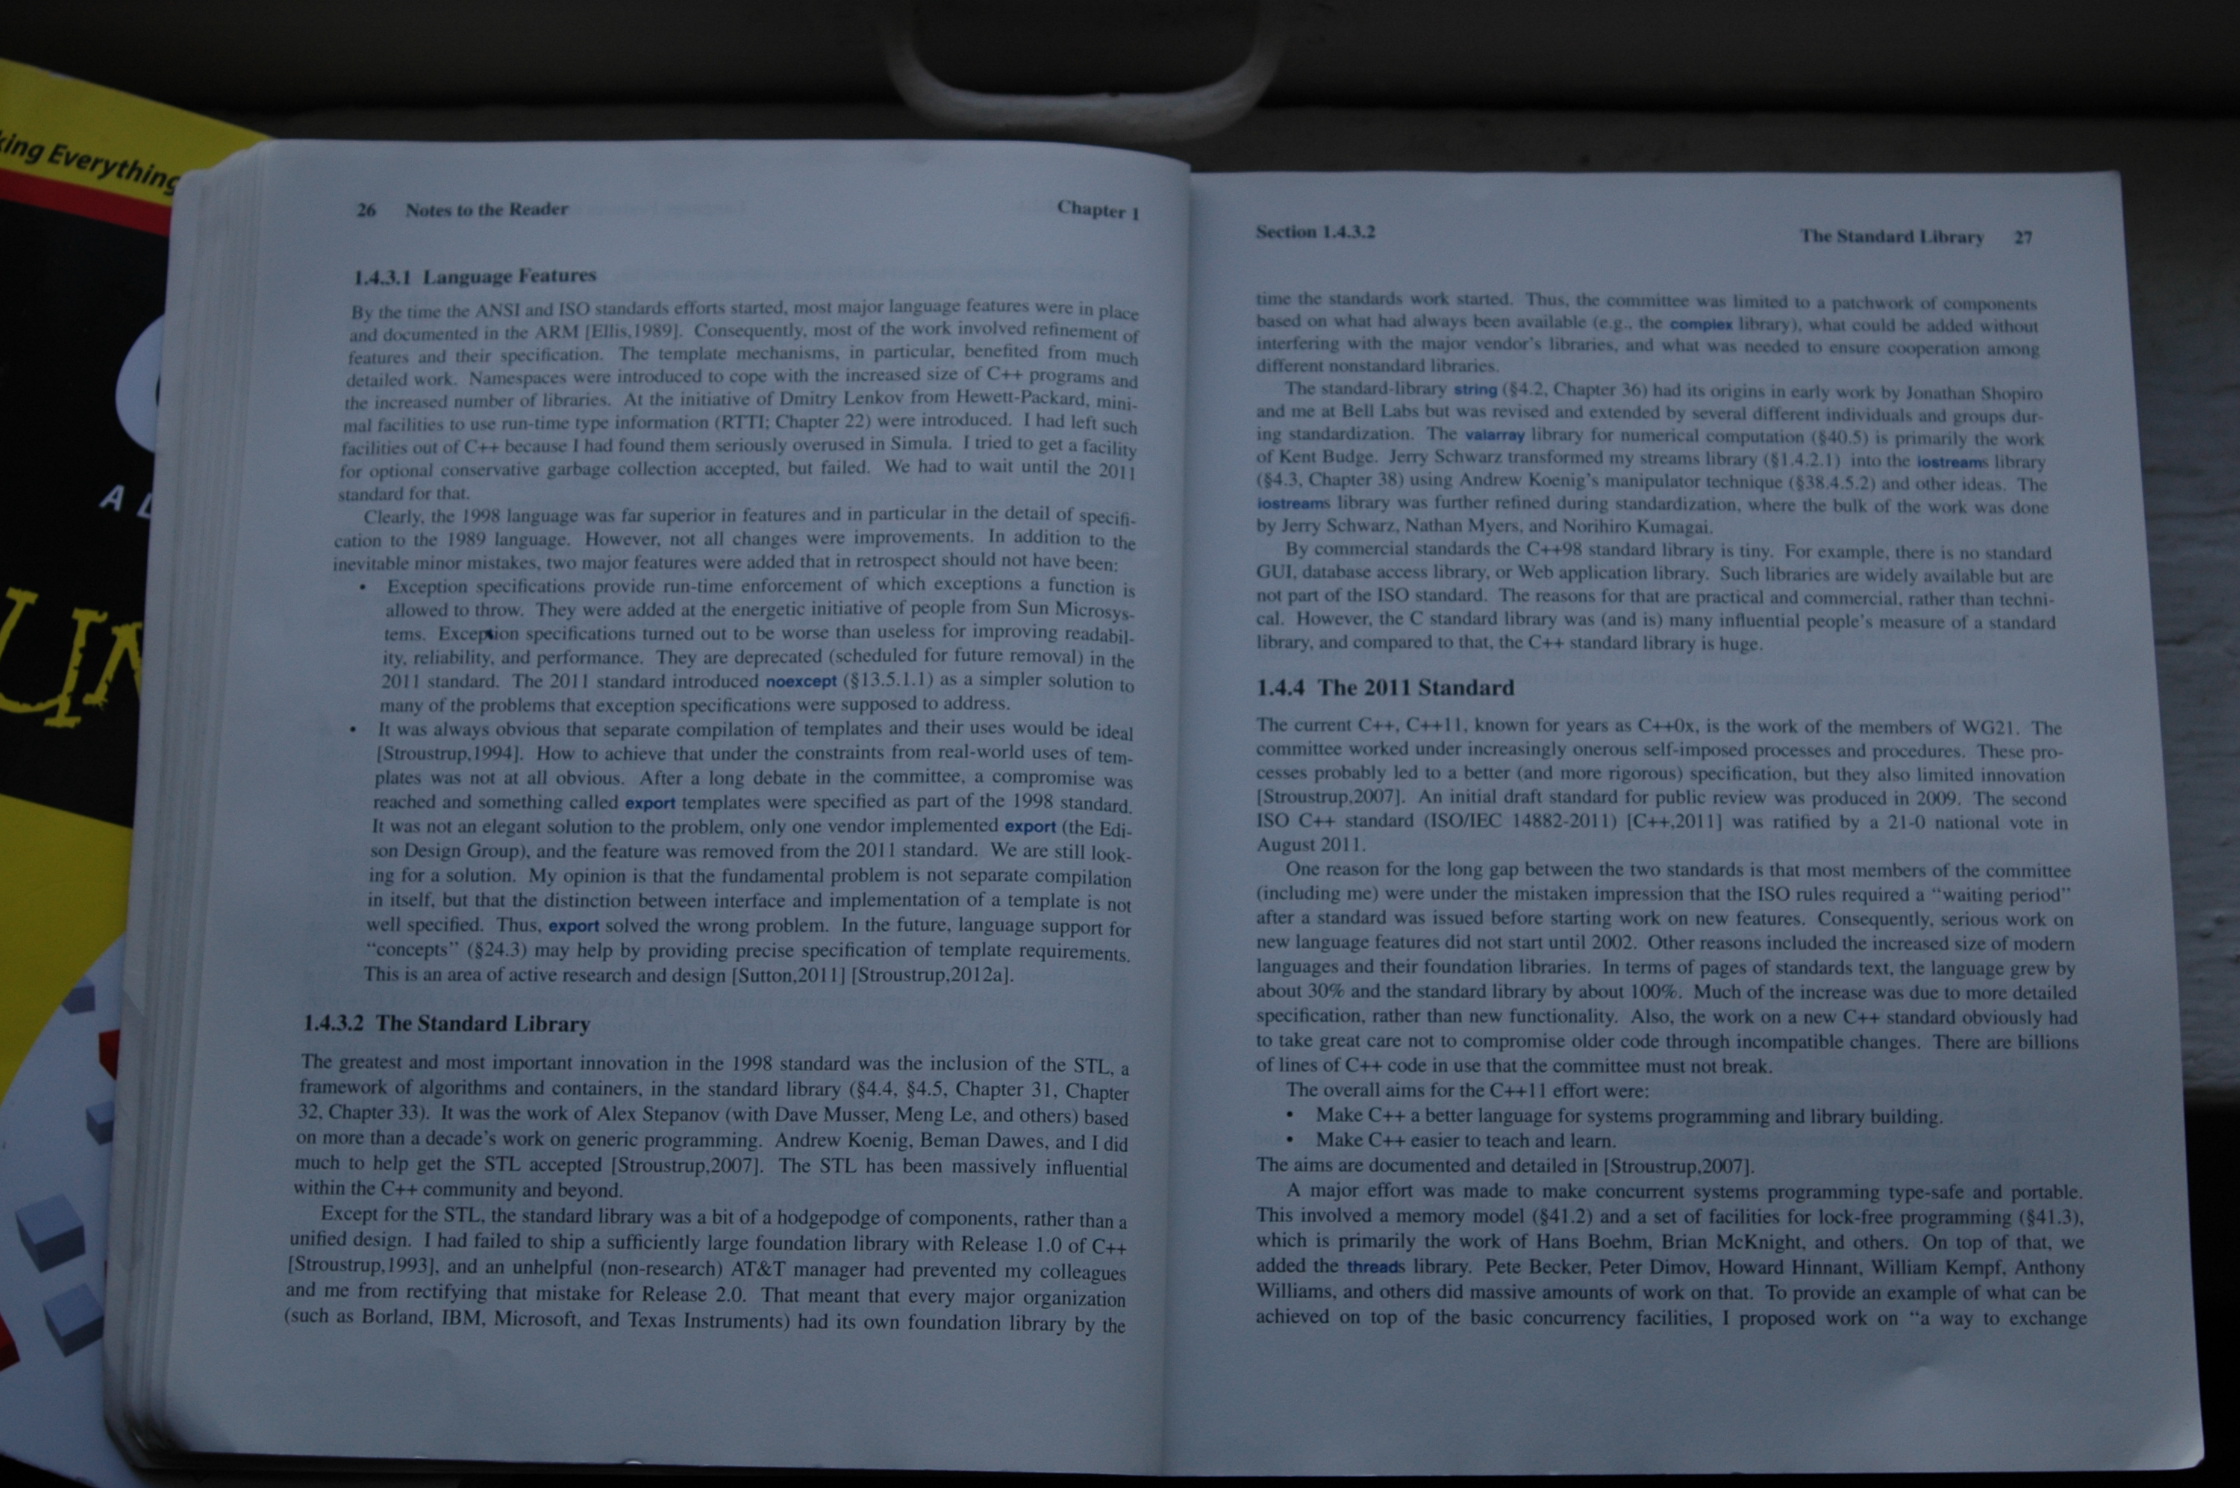 king Everything
A
UN
26 Notes to the Reader Chapter 1
1.4.3.1 Language Features
By the time the ANSI and ISO standards efforts started, most major language features were in place
and documented in the ARM [Ellis,1989]. Consequently, most of the work involved refinement of
features and their specification. The template mechanisms, in particular, benefited from much
detailed work. Namespaces were introduced to cope with the increased size of C++ programs and
the increased number of libraries. At the initiative of Dmitry Lenkov from Hewett-Packard, mini-
mal facilities to use run-time type information (RTTI; Chapter 22) were introduced. I had left such
facilities out of C++ because I had found them seriously overused in Simula. I tried to get a facility
for optional conservative garbage collection accepted, but failed. We had to wait until the 2011
standard for that.
Clearly, the 1998 language was far superior in features and in particular in the detail of specifi-
cation to the 1989 language. However, not all changes were improvements. In addition to the
inevitable minor mistakes, two major features were added that in retrospect should not have been:
• Exception specifications provide run-time enforcement of which exceptions a function is
allowed to throw. They were added at the energetic initiative of people from Sun Microsys-
tems. Exception specifications turned out to be worse than useless for improving readabil-
ity, reliability, and performance. They are deprecated (scheduled for future removal) in the
2011 standard. The 2011 standard introduced noexcept (§13.5.1.1) as a simpler solution to
many of the problems that exception specifications were supposed to address.
• It was always obvious that separate compilation of templates and their uses would be ideal
[Stroustrup,1994]. How to achieve that under the constraints from real-world uses of tem-
plates was not at all obvious. After a long debate in the committee, a compromise was
reached and something called export templates were specified as part of the 1998 standard.
It was not an elegant solution to the problem, only one vendor implemented export (the Edi-
son Design Group), and the feature was removed from the 2011 standard. We are still look-
ing for a solution. My opinion is that the fundamental problem is not separate compilation
in itself, but that the distinction between interface and implementation of a template is not
well specified. Thus, export solved the wrong problem. In the future, language support for
“concepts” (§24.3) may help by providing precise specification of template requirements.
This is an area of active research and design [Sutton,2011] [Stroustrup,2012a].
1.4.3.2 The Standard Library
The greatest and most important innovation in the 1998 standard was the inclusion of the STL, a
framework of algorithms and containers, in the standard library (§4.4, §4.5, Chapter 31, Chapter
32, Chapter 33). It was the work of Alex Stepanov (with Dave Musser, Meng Le, and others) based
on more than a decade's work on generic programming. Andrew Koenig, Beman Dawes, and I did
much to help get the STL accepted [Stroustrup,2007]. The STL has been massively influential
within the C++ community and beyond.
Except for the STL, the standard library was a bit of a hodgepodge of components, rather than a
unified design. I had failed to ship a sufficiently large foundation library with Release 1.0 of C++
[Stroustrup,1993], and an unhelpful (non-research) AT&T manager had prevented my colleagues
and me from rectifying that mistake for Release 2.0. That meant that every major organization
(such as Borland, IBM, Microsoft, and Texas Instruments) had its own foundation library by the
Section 1.4.3.2 The Standard Library 27
time the standards work started. Thus, the committee was limited to a patchwork of components
based on what had always been available (e.g., the complex library), what could be added without
interfering with the major vendor's libraries, and what was needed to ensure cooperation among
different nonstandard libraries.
The standard-library string (§4.2, Chapter 36) had its origins in early work by Jonathan Shopiro
and me at Bell Labs but was revised and extended by several different individuals and groups dur-
ing standardization. The valarray library for numerical computation (§40.5) is primarily the work
of Kent Budge. Jerry Schwarz transformed my streams library (§1.4.2.1) into the iostreams library
(§4.3, Chapter 38) using Andrew Koenig's manipulator technique (§38.4.5.2) and other ideas. The
iostreams library was further refined during standardization, where the bulk of the work was done
by Jerry Schwarz, Nathan Myers, and Norihiro Kumagai.
By commercial standards the C++98 standard library is tiny. For example, there is no standard
GUI, database access library, or Web application library. Such libraries are widely available but are
not part of the ISO standard. The reasons for that are practical and commercial, rather than techni-
cal. However, the C standard library was (and is) many influential people's measure of a standard
library, and compared to that, the C++ standard library is huge.
1.4.4 The 2011 Standard
The current C++, C++11, known for years as C++0x, is the work of the members of WG21. The
committee worked under increasingly onerous self-imposed processes and procedures. These pro-
cesses probably led to a better (and more rigorous) specification, but they also limited innovation
[Stroustrup,2007]. An initial draft standard for public review was produced in 2009. The second
ISO C++ standard (ISO/IEC 14882-2011) [C++,2011] was ratified by a 21-0 national vote in
August 2011.
One reason for the long gap between the two standards is that most members of the committee
(including me) were under the mistaken impression that the ISO rules required a “waiting period”
after a standard was issued before starting work on new features. Consequently, serious work on
new language features did not start until 2002. Other reasons included the increased size of modern
languages and their foundation libraries. In terms of pages of standards text, the language grew by
about 30% and the standard library by about 100%. Much of the increase was due to more detailed
specification, rather than new functionality. Also, the work on a new C++ standard obviously had
to take great care not to compromise older code through incompatible changes. There are billions
of lines of C++ code in use that the committee must not break.
The overall aims for the C++11 effort were:
• Make C++ a better language for systems programming and library building.
• Make C++ easier to teach and learn.
The aims are documented and detailed in [Stroustrup,2007].
A major effort was made to make concurrent systems programming type-safe and portable.
This involved a memory model (§41.2) and a set of facilities for lock-free programming (§41.3),
which is primarily the work of Hans Boehm, Brian McKnight, and others. On top of that, we
added the threads library. Pete Becker, Peter Dimov, Howard Hinnant, William Kempf, Anthony
Williams, and others did massive amounts of work on that. To provide an example of what can be
achieved on top of the basic concurrency facilities, I proposed work on “a way to exchange